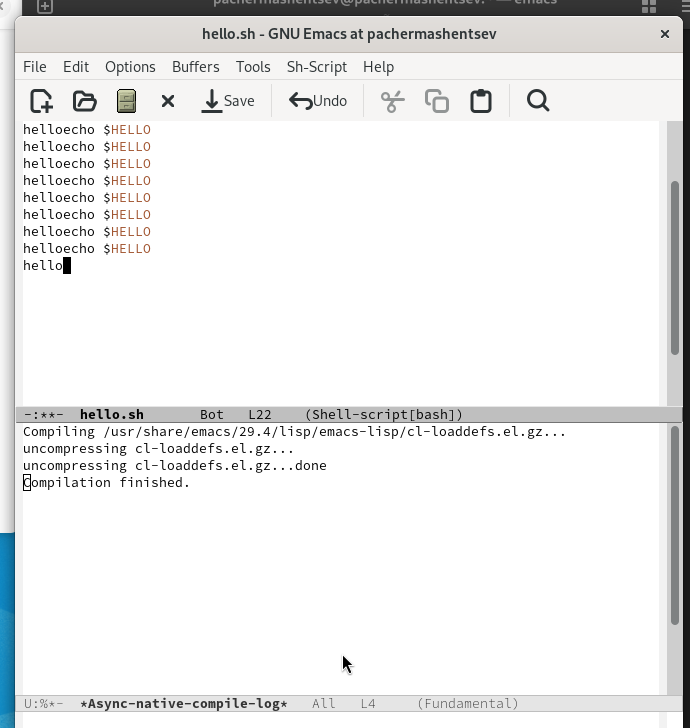 pachermashentsev@pachermashentsev: — emacs
hello.sh - GNU Emacs at pachermashentsev
File Edit Options Buffers Tools Sh-Script Help
Save Undo
helloecho $HELLO
helloecho $HELLO
helloecho $HELLO
helloecho $HELLO
helloecho $HELLO
helloecho $HELLO
helloecho $HELLO
helloecho $HELLO
hello
-:**- hello.sh Bot L22 (Shell-script[bash])
Compiling /usr/share/emacs/29.4/lisp/emacs-lisp/cl-loaddefs.el.gz...
uncompressing cl-loaddefs.el.gz...
uncompressing cl-loaddefs.el.gz...done
Compilation finished.
U:%*- *Async-native-compile-log* All L4 (Fundamental)